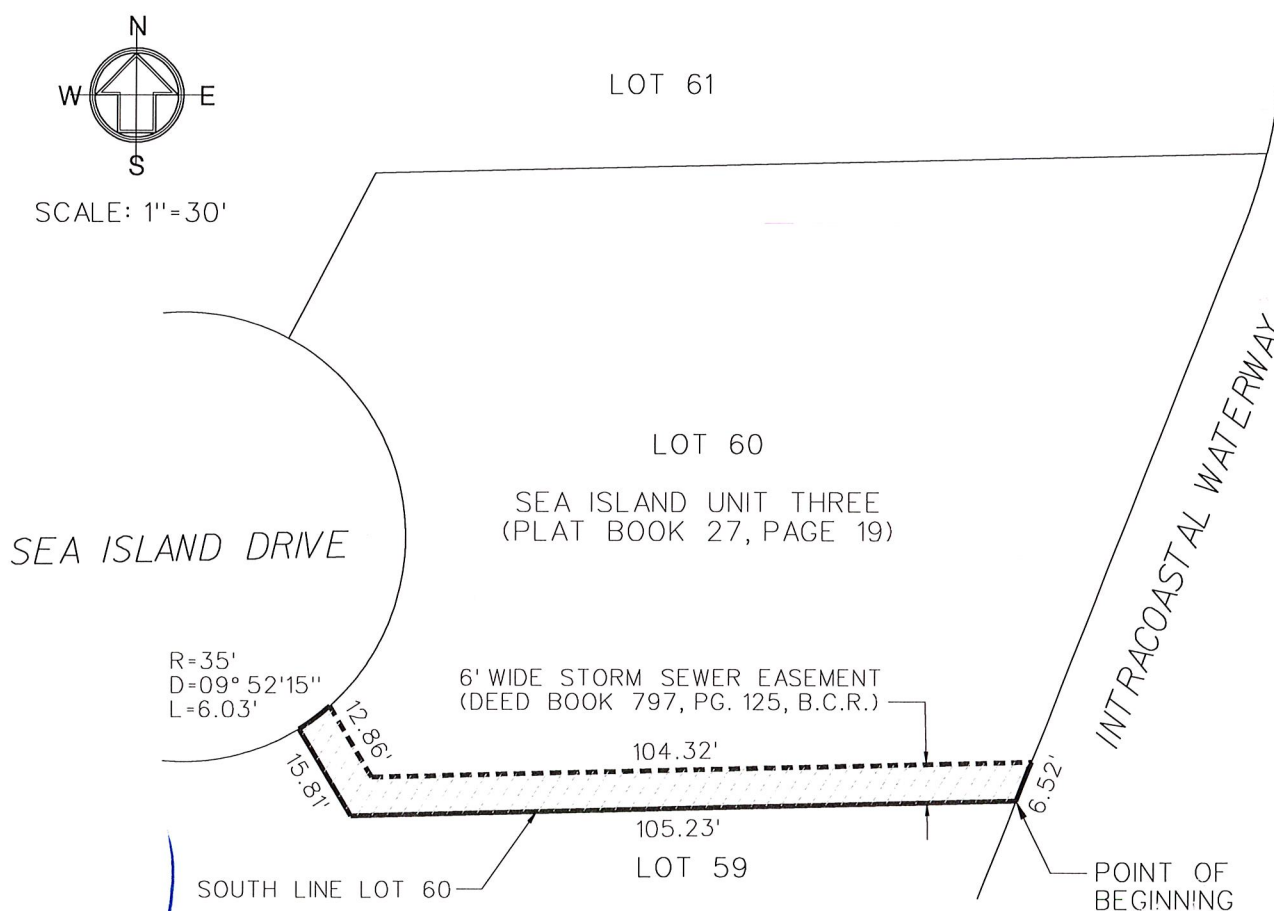 N
W E
S
SCALE: 1"=30'
LOT 61
LOT 60
SEA ISLAND UNIT THREE
(PLAT BOOK 27, PAGE 19)
SEA ISLAND DRIVE
INTRACOASTAL WATERWAY
R=35'
D=09°52'15"
L=6.03'
6' WIDE STORM SEWER EASEMENT
(DEED BOOK 797, PG. 125, B.C.R.)
12.86'
104.32'
15.81'
6.52'
105.23'
LOT 59
SOUTH LINE LOT 60
POINT OF
BEGINNING